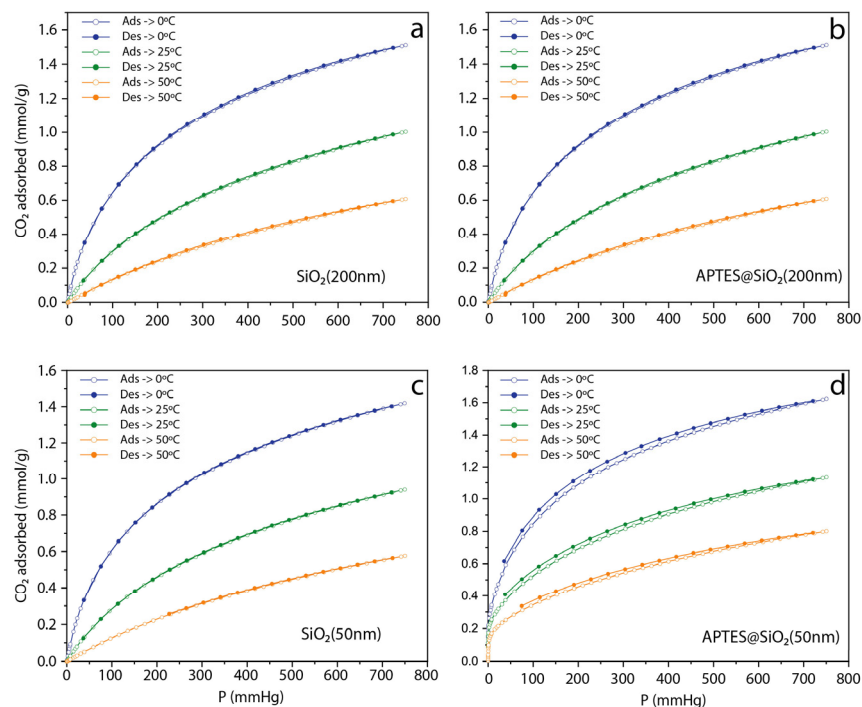 a
Ads -> 0ºC
Des -> 0ºC
Ads -> 25ºC
Des -> 25ºC
Ads -> 50ºC
Des -> 50ºC
1.6
1.4
1.2
1.0
0.8
0.6
0.4
0.2
0.0
CO₂ adsorbed (mmol/g)
SiO₂(200nm)
0 100 200 300 400 500 600 700 800
b
Ads -> 0ºC
Des -> 0ºC
Ads -> 25ºC
Des -> 25ºC
Ads -> 50ºC
Des -> 50ºC
1.6
1.4
1.2
1.0
0.8
0.6
0.4
0.2
0.0
APTES@SiO₂(200nm)
0 100 200 300 400 500 600 700 800
c
Ads -> 0ºC
Des -> 0ºC
Ads -> 25ºC
Des -> 25ºC
Ads -> 50ºC
Des -> 50ºC
1.6
1.4
1.2
1.0
0.8
0.6
0.4
0.2
0.0
CO₂ adsorbed (mmol/g)
SiO₂(50nm)
0 100 200 300 400 500 600 700 800
P (mmHg)
d
Ads -> 0ºC
Des -> 0ºC
Ads -> 25ºC
Des -> 25ºC
Ads -> 50ºC
Des -> 50ºC
1.8
1.6
1.4
1.2
1.0
0.8
0.6
0.4
0.2
0.0
APTES@SiO₂(50nm)
0 100 200 300 400 500 600 700 800
P (mmHg)